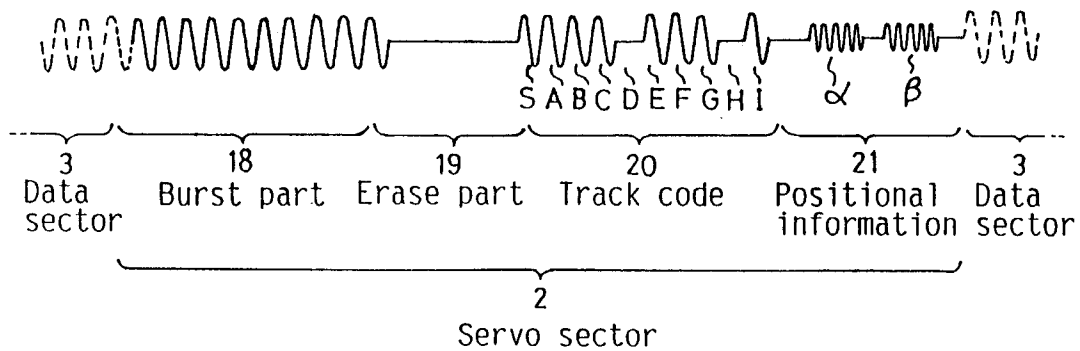 S A B C D E F G H I α β
3 18 19 20 21 3
Data sector Burst part Erase part Track code Positional information Data sector
2
Servo sector